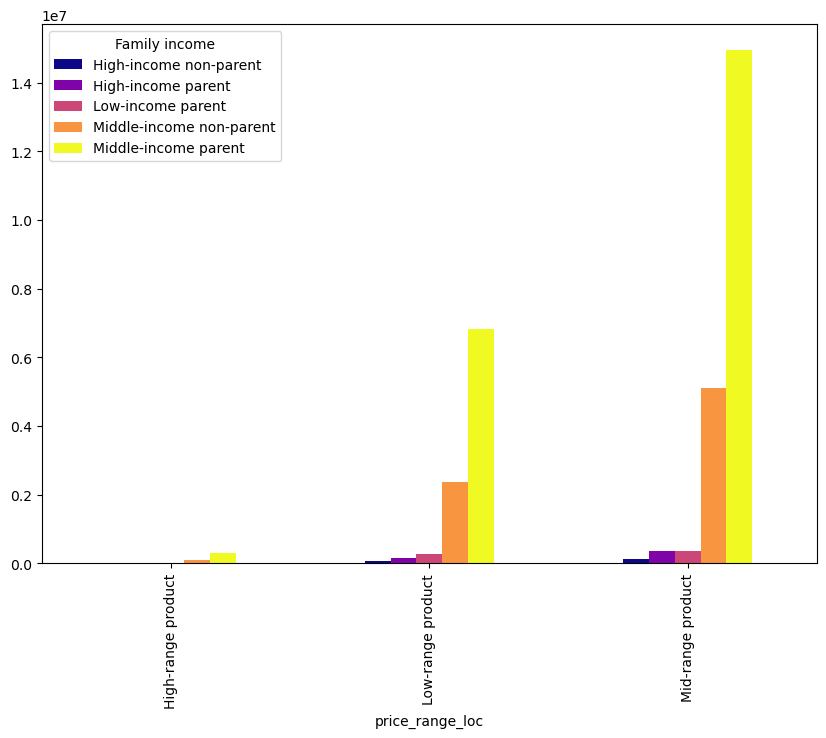 1e7
Family income
High-income non-parent
High-income parent
Low-income parent
Middle-income non-parent
Middle-income parent
1.4
1.2
1.0
0.8
0.6
0.4
0.2
0.0
High-range product
Low-range product
Mid-range product
price_range_loc